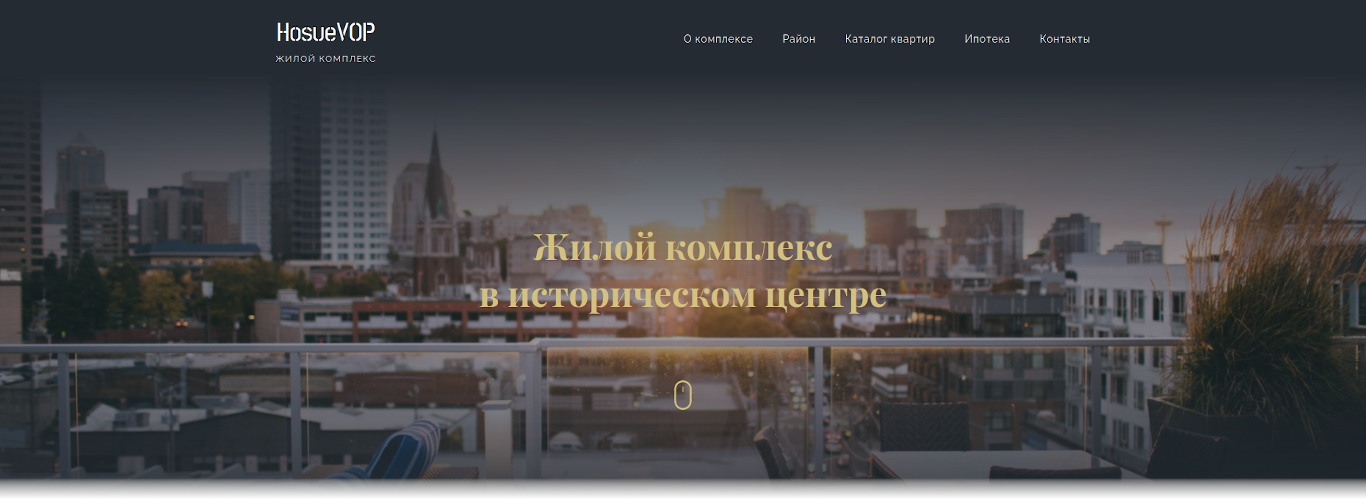 HosueVOP
ЖИЛОЙ КОМПЛЕКС
О комплексе Район Каталог квартир Ипотека Контакты
Жилой комплекс
в историческом центре